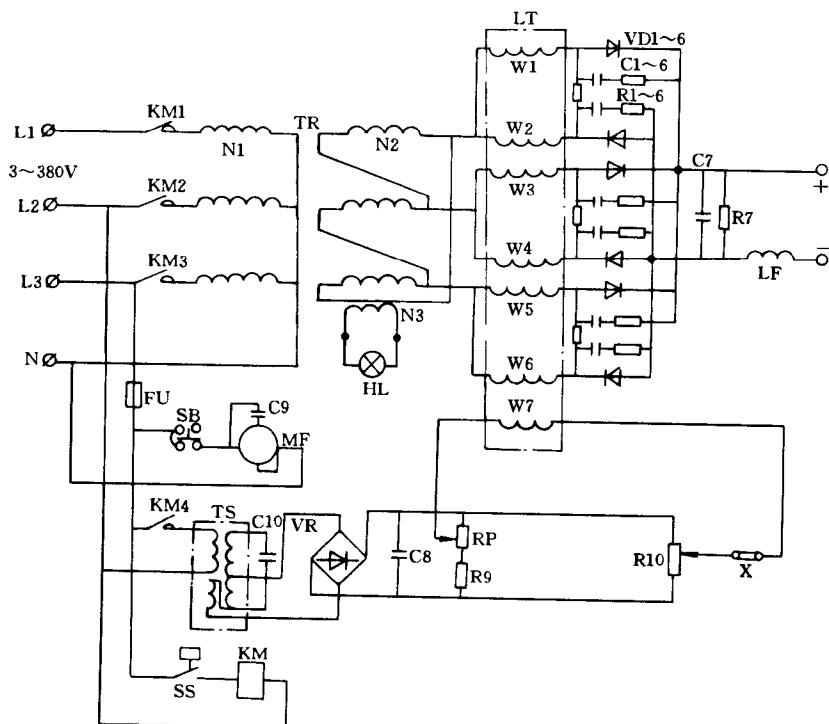 LT
VD1～6
W1
C1～6
R1～6
KM1
L1
TR
N1
N2
W2
3～380V
KM2
W3
C7
+
L2
R7
W4
−
KM3
LF
L3
W5
N3
N
W6
HL
FU
C9
W7
SB
MF
KM4
TS
C10
VR
C8
RP
R9
R10
X
KM
SS